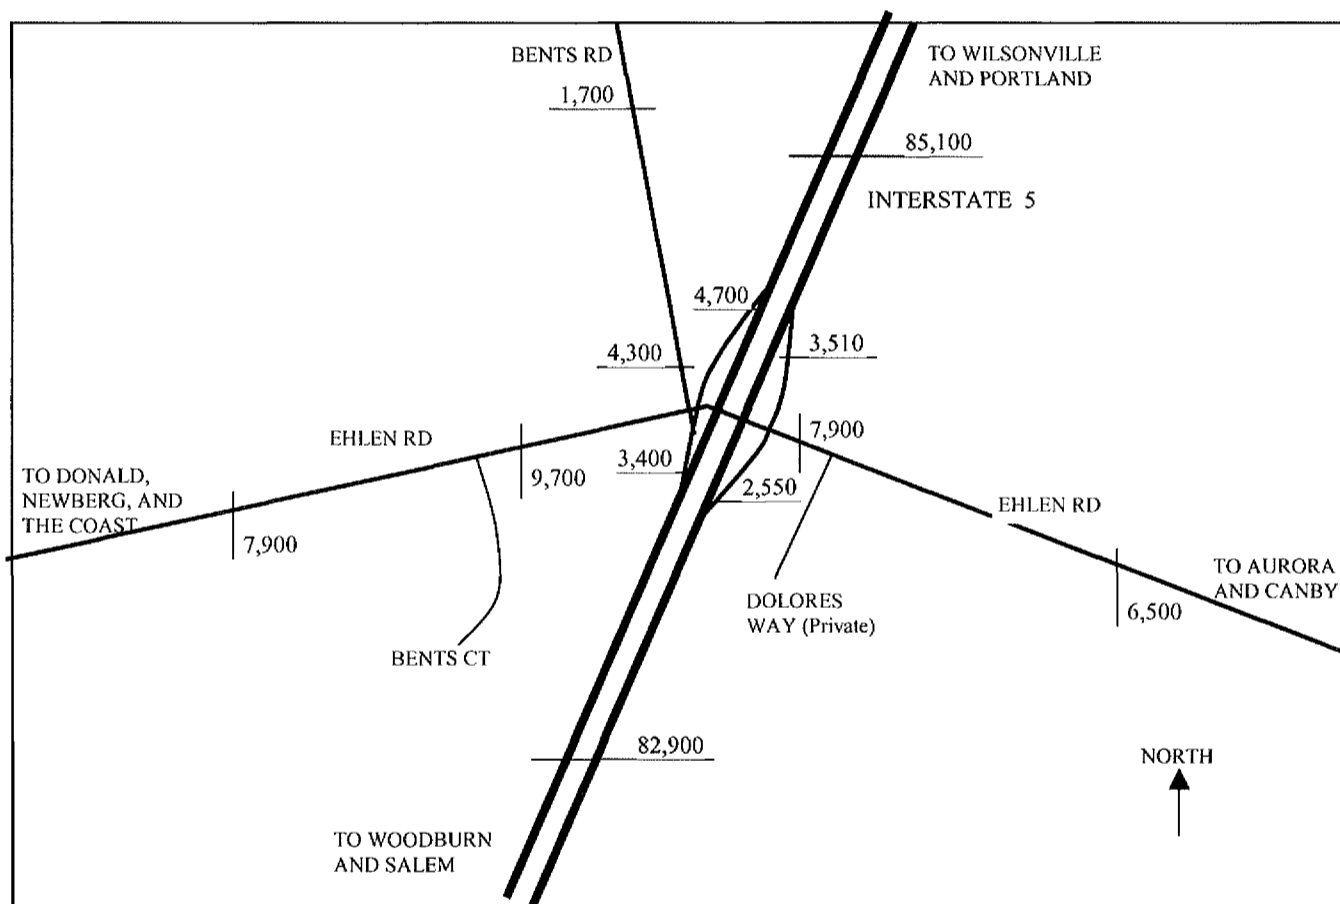 BENTS RD
1,700
TO WILSONVILLE
AND PORTLAND
85,100
INTERSTATE 5
4,700
3,510
4,300
EHLEN RD
7,900
3,400
9,700
2,550
TO DONALD,
NEWBERG, AND
THE COAST
7,900
EHLEN RD
TO AURORA
AND CANBY
6,500
DOLORES
WAY (Private)
BENTS CT
82,900
NORTH
TO WOODBURN
AND SALEM